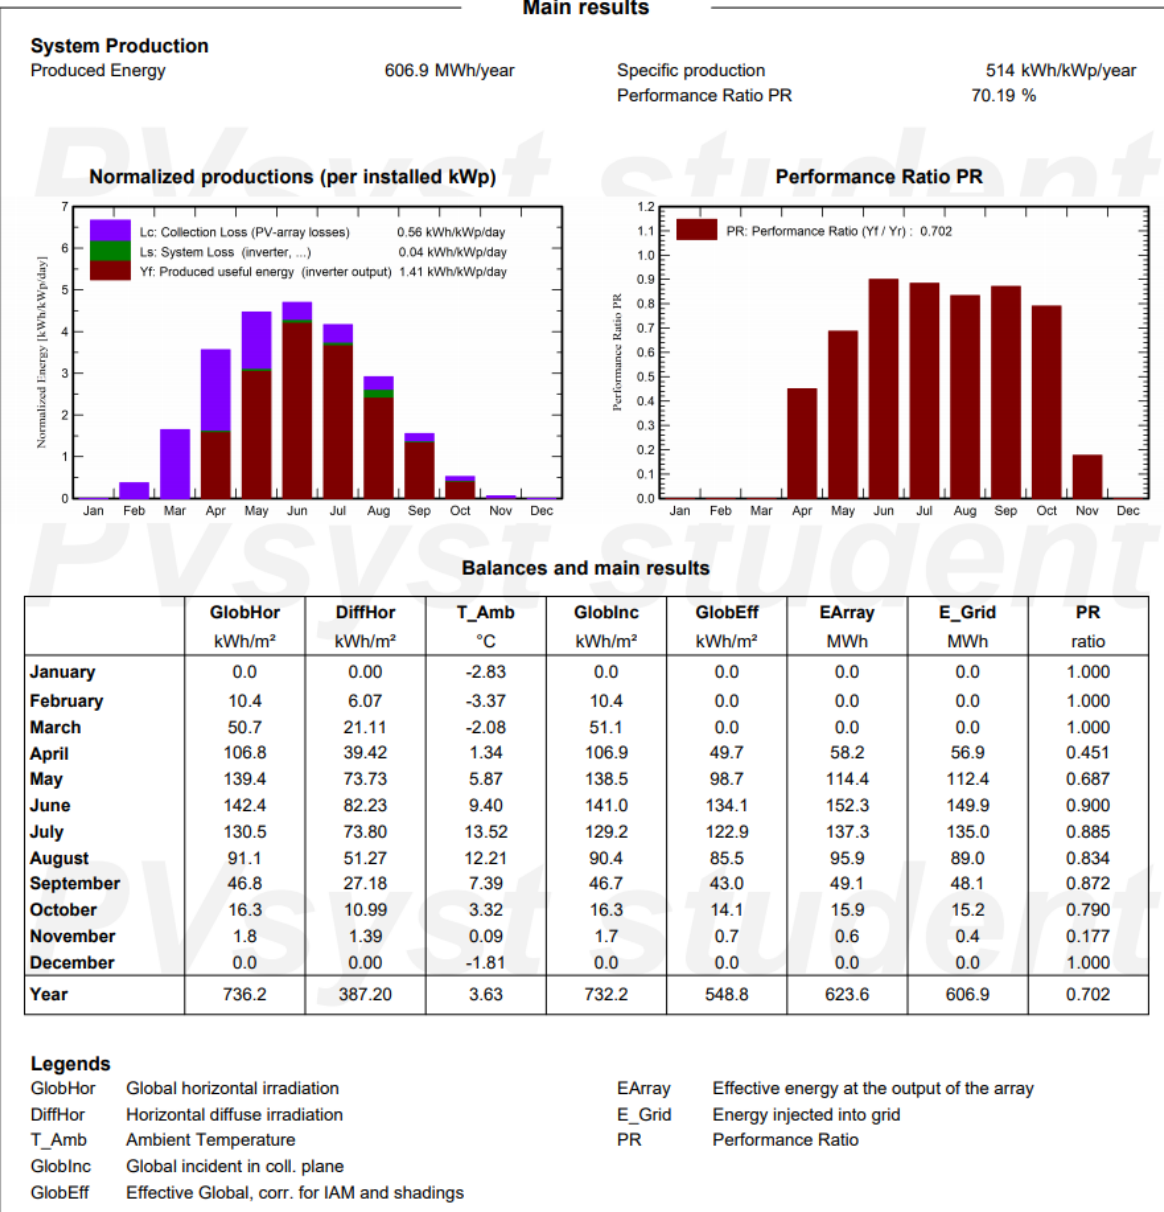 Main results
System Production
Produced Energy 606.9 MWh/year Specific production 514 kWh/kWp/year
Performance Ratio PR 70.19 %
PVsyst student
Normalized productions (per installed kWp)
7
6
5
4
3
2
1
0
Normalized Energy [kWh/kWp/day]
Lc: Collection Loss (PV-array losses) 0.56 kWh/kWp/day
Ls: System Loss (inverter, ...) 0.04 kWh/kWp/day
Yf: Produced useful energy (inverter output) 1.41 kWh/kWp/day
Jan Feb Mar Apr May Jun Jul Aug Sep Oct Nov Dec
Performance Ratio PR
1.2
1.1
1.0
0.9
0.8
0.7
0.6
0.5
0.4
0.3
0.2
0.1
0.0
Performance Ratio PR
PR: Performance Ratio (Yf / Yr) : 0.702
Jan Feb Mar Apr May Jun Jul Aug Sep Oct Nov Dec
PVsyst student
Balances and main results
GlobHor DiffHor T_Amb GlobInc GlobEff EArray E_Grid PR
kWh/m² kWh/m² °C kWh/m² kWh/m² MWh MWh ratio
January 0.0 0.00 -2.83 0.0 0.0 0.0 0.0 1.000
February 10.4 6.07 -3.37 10.4 0.0 0.0 0.0 1.000
March 50.7 21.11 -2.08 51.1 0.0 0.0 0.0 1.000
April 106.8 39.42 1.34 106.9 49.7 58.2 56.9 0.451
May 139.4 73.73 5.87 138.5 98.7 114.4 112.4 0.687
June 142.4 82.23 9.40 141.0 134.1 152.3 149.9 0.900
July 130.5 73.80 13.52 129.2 122.9 137.3 135.0 0.885
August 91.1 51.27 12.21 90.4 85.5 95.9 89.0 0.834
September 46.8 27.18 7.39 46.7 43.0 49.1 48.1 0.872
October 16.3 10.99 3.32 16.3 14.1 15.9 15.2 0.790
November 1.8 1.39 0.09 1.7 0.7 0.6 0.4 0.177
December 0.0 0.00 -1.81 0.0 0.0 0.0 0.0 1.000
Year 736.2 387.20 3.63 732.2 548.8 623.6 606.9 0.702
PVsyst student
Legends
GlobHor Global horizontal irradiation EArray Effective energy at the output of the array
DiffHor Horizontal diffuse irradiation E_Grid Energy injected into grid
T_Amb Ambient Temperature PR Performance Ratio
GlobInc Global incident in coll. plane
GlobEff Effective Global, corr. for IAM and shadings